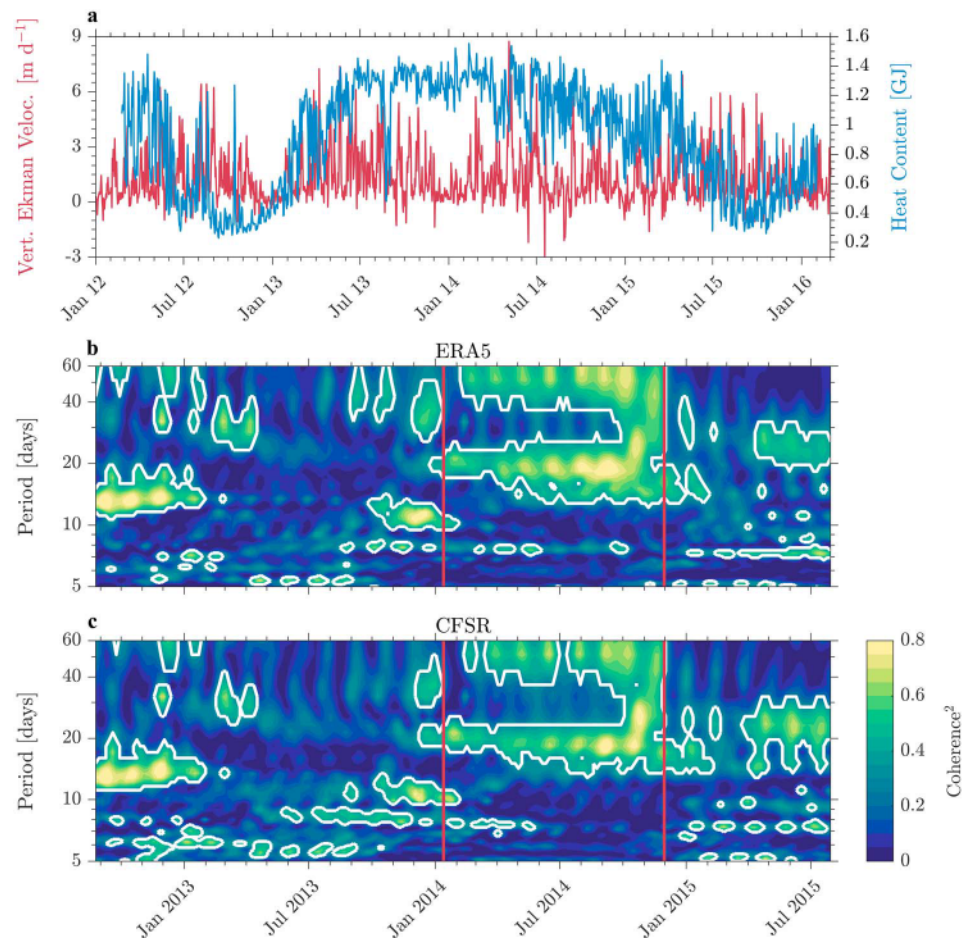 a
Vert. Ekman Veloc. [m d⁻¹]
9
6
3
0
-3
1.6
1.4
1.2
1
0.8
0.6
0.4
0.2
Heat Content [GJ]
Jan 12
Jul 12
Jan 13
Jul 13
Jan 14
Jul 14
Jan 15
Jul 15
Jan 16
b
ERA5
Period [days]
60
40
20
10
5
c
CFSR
Period [days]
60
40
20
10
5
Jan 2013
Jul 2013
Jan 2014
Jul 2014
Jan 2015
Jul 2015
0.8
0.6
0.4
0.2
0
Coherence²